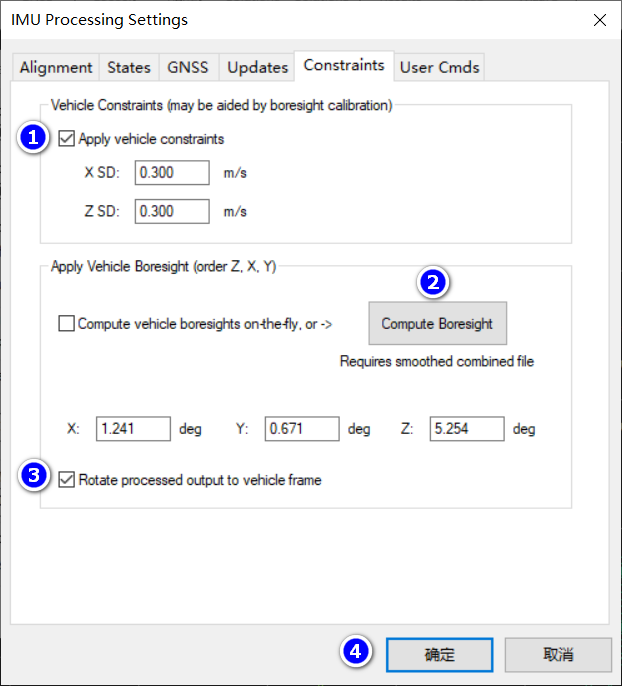 IMU Processing Settings
Alignment States GNSS Updates Constraints User Cmds
Vehicle Constraints (may be aided by boresight calibration)
1 Apply vehicle constraints
X SD: 0.300 m/s
Z SD: 0.300 m/s
Apply Vehicle Boresight (order Z, X, Y)
2
Compute vehicle boresights on-the-fly, or -> Compute Boresight
Requires smoothed combined file
X: 1.241 deg Y: 0.671 deg Z: 5.254 deg
3 Rotate processed output to vehicle frame
4 确定 取消